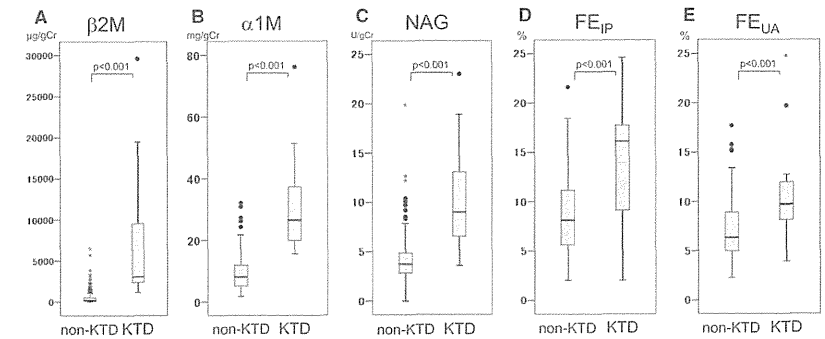 A
β2M
μg/gCr
30000
25000
20000
15000
10000
5000
0
p<0.001
non-KTD KTD
B
α1M
mg/gCr
80
60
40
20
0
p<0.001
non-KTD KTD
C
NAG
U/gCr
25
20
15
10
5
0
p<0.001
non-KTD KTD
D
FE_IP
%
25
20
15
10
5
0
p<0.001
non-KTD KTD
E
FE_UA
%
25
20
15
10
5
0
p<0.001
non-KTD KTD